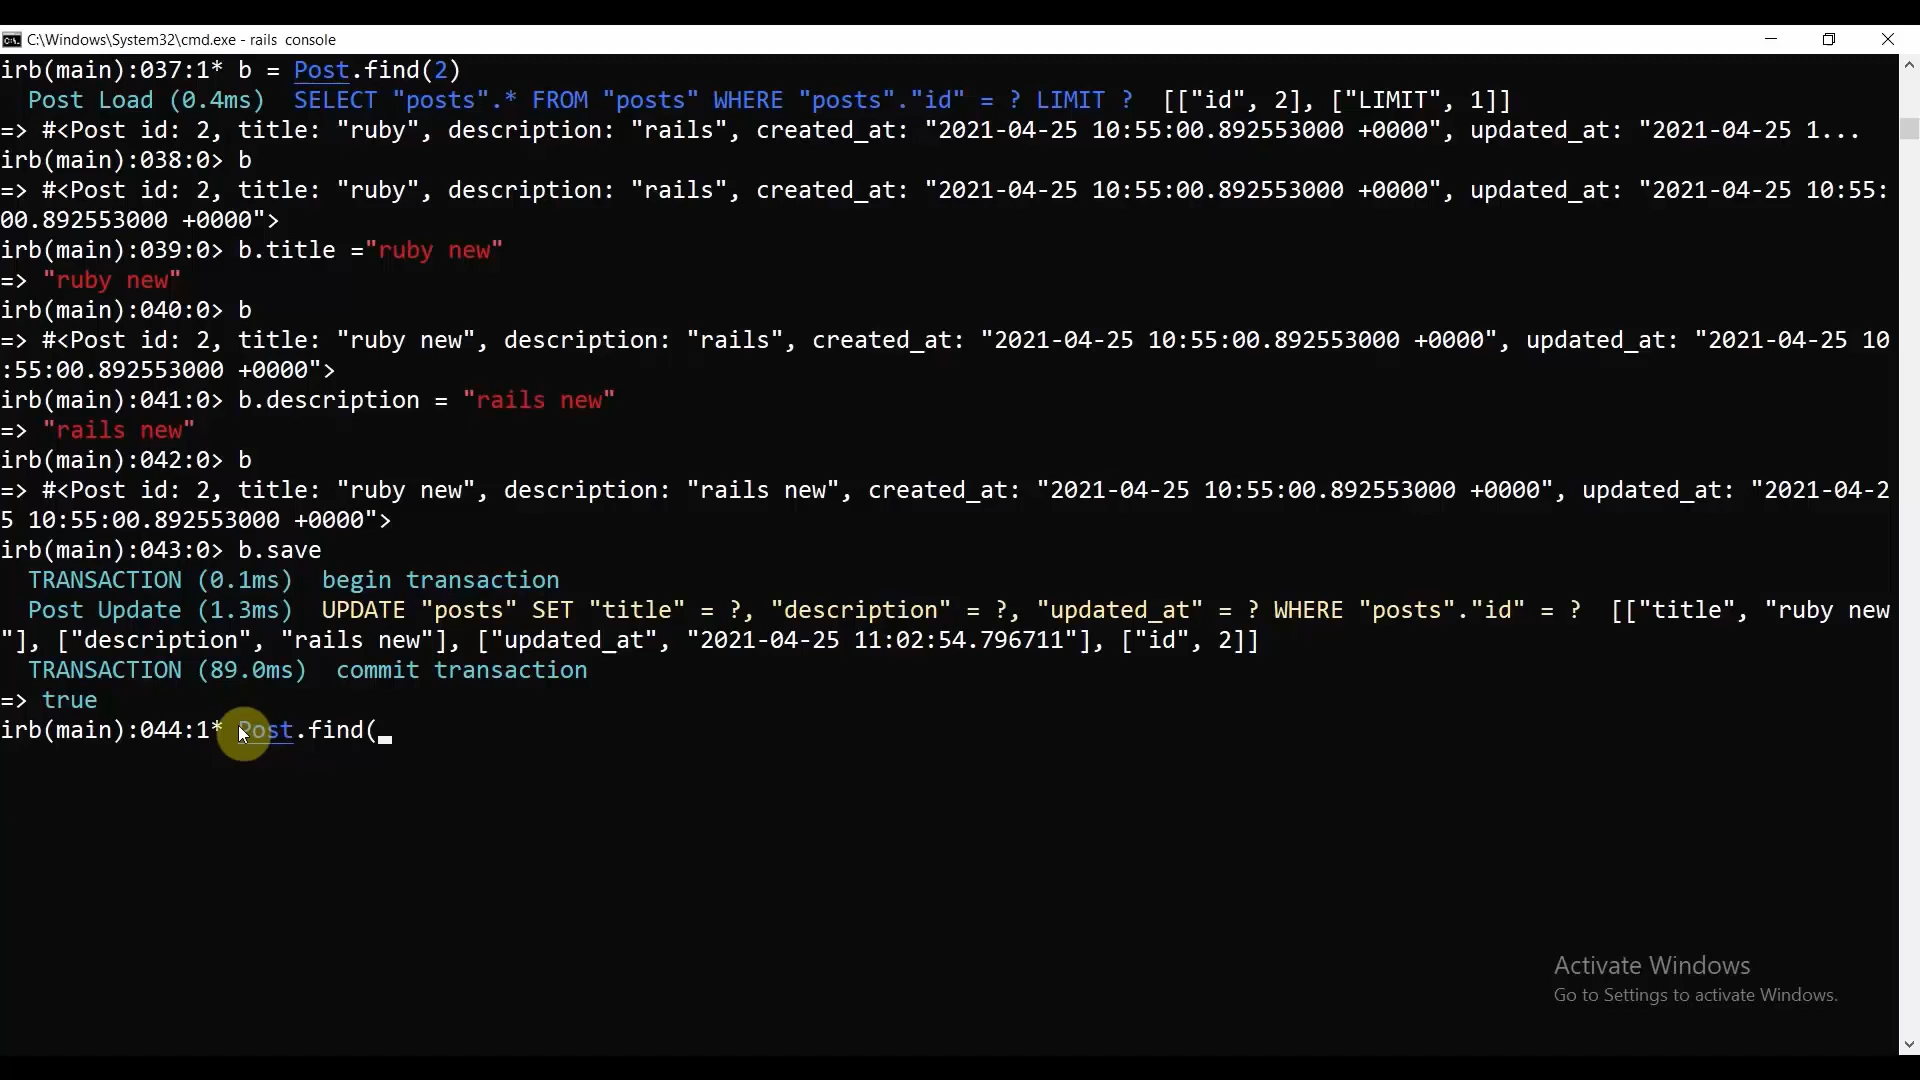 C:\Windows\System32\cmd.exe - rails  console
irb(main):037:1* b = Post.find(2)
  Post Load (0.4ms)  SELECT "posts".* FROM "posts" WHERE "posts"."id" = ? LIMIT ?  [["id", 2], ["LIMIT", 1]]
=> #<Post id: 2, title: "ruby", description: "rails", created_at: "2021-04-25 10:55:00.892553000 +0000", updated_at: "2021-04-25 1...
irb(main):038:0> b
=> #<Post id: 2, title: "ruby", description: "rails", created_at: "2021-04-25 10:55:00.892553000 +0000", updated_at: "2021-04-25 10:55:
00.892553000 +0000">
irb(main):039:0> b.title ="ruby new"
=> "ruby new"
irb(main):040:0> b
=> #<Post id: 2, title: "ruby new", description: "rails", created_at: "2021-04-25 10:55:00.892553000 +0000", updated_at: "2021-04-25 10
:55:00.892553000 +0000">
irb(main):041:0> b.description = "rails new"
=> "rails new"
irb(main):042:0> b
=> #<Post id: 2, title: "ruby new", description: "rails new", created_at: "2021-04-25 10:55:00.892553000 +0000", updated_at: "2021-04-2
5 10:55:00.892553000 +0000">
irb(main):043:0> b.save
  TRANSACTION (0.1ms)  begin transaction
  Post Update (1.3ms)  UPDATE "posts" SET "title" = ?, "description" = ?, "updated_at" = ? WHERE "posts"."id" = ?  [["title", "ruby new
"], ["description", "rails new"], ["updated_at", "2021-04-25 11:02:54.796711"], ["id", 2]]
  TRANSACTION (89.0ms)  commit transaction
=> true
irb(main):044:1* Post.find(
Activate Windows
Go to Settings to activate Windows.